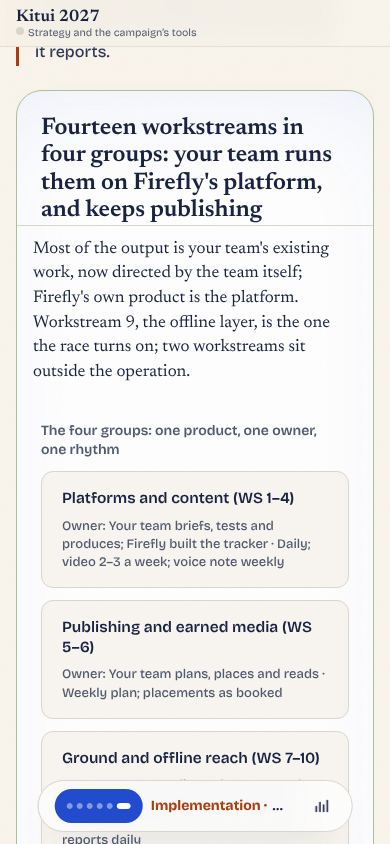 Kitui 2027
Strategy and the campaign's tools
it reports.
Fourteen workstreams in
four groups: your team runs
them on Firefly's platform,
and keeps publishing
Most of the output is your team's existing
work, now directed by the team itself;
Firefly's own product is the platform.
Workstream 9, the offline layer, is the one
the race turns on; two workstreams sit
outside the operation.
The four groups: one product, one owner,
one rhythm
Platforms and content (WS 1–4)
Owner: Your team briefs, tests and
produces; Firefly built the tracker · Daily;
video 2–3 a week; voice note weekly
Publishing and earned media (WS
5–6)
Owner: Your team plans, places and reads ·
Weekly plan; placements as booked
Ground and offline reach (WS 7–10)
Implementation · ...
reports daily